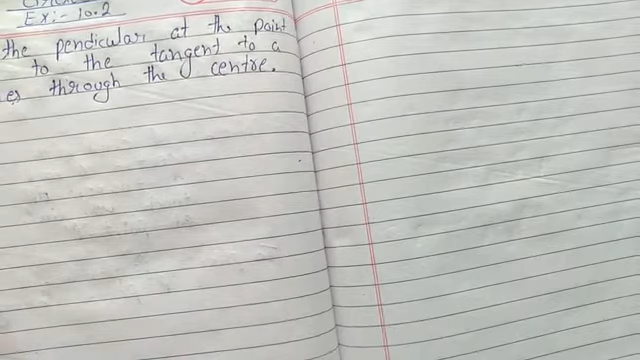 Ex:- 10.2
the pendicular at the point
to the tangent to a
es through the centre.